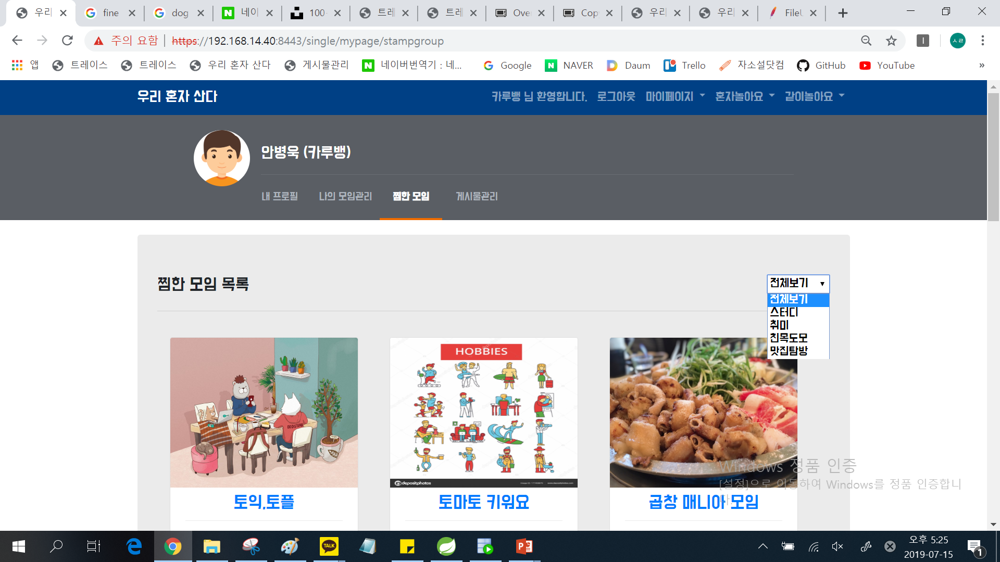 우리
fine
dog
네이
100
트레
트레
Over
Cop
우리
우리
FileU
주의 요함
https://192.168.14.40:8443/single/mypage/stampgroup
ㅅㄹ
앱
트레이스
트레이스
우리 혼자 산다
게시물관리
네이버번역기 : 네...
Google
NAVER
Daum
Trello
자소설닷컴
GitHub
YouTube
»
우리 혼자 산다
카루뱅 님 환영합니다.
로그아웃
마이페이지
혼자놀아요
같이놀아요
안병욱 (카루뱅)
내 프로필
나의 모임관리
찜한 모임
게시물관리
찜한 모임 목록
전체보기
전체보기
스터디
취미
친목도모
맛집탐방
DO DISTURB
HOBBIES
depositphotos
토익,토플
토마토 키워요
곱창 매니아 모임
Windows 정품 인증
[설정]으로 이동하여 Windows를 정품 인증합니
다.
TALK
오후 5:25
2019-07-15
1